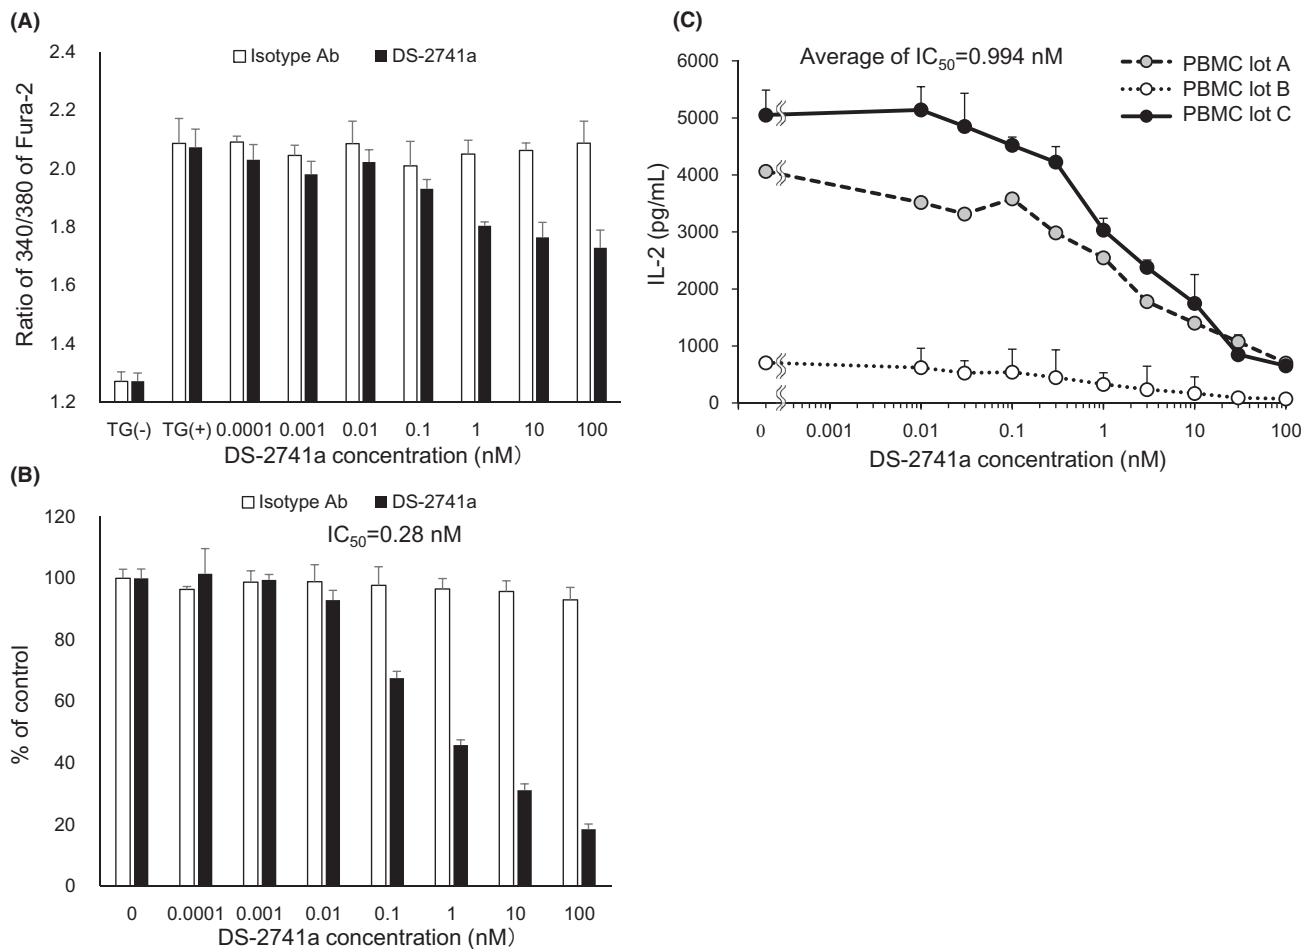 (A)
Isotype Ab DS-2741a
2.4
2.2
2.0
1.8
1.6
1.4
1.2
Ratio of 340/380 of Fura-2
TG(-) TG(+) 0.0001 0.001 0.01 0.1 1 10 100
DS-2741a concentration (nM)
(B)
Isotype Ab DS-2741a
IC50=0.28 nM
120
100
80
60
40
20
0
% of control
0 0.0001 0.001 0.01 0.1 1 10 100
DS-2741a concentration (nM)
(C)
Average of IC50=0.994 nM
PBMC lot A
PBMC lot B
PBMC lot C
6000
5000
4000
3000
2000
1000
0
IL-2 (pg/mL)
0 0.001 0.01 0.1 1 10 100
DS-2741a concentration (nM)